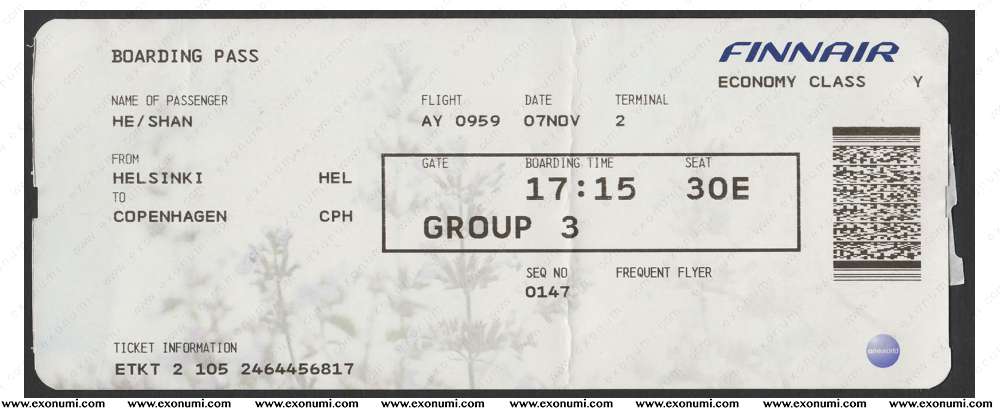 BOARDING PASS
FINNAIR
ECONOMY CLASS Y
NAME OF PASSENGER FLIGHT DATE TERMINAL
HE/SHAN AY 0959 07NOV 2
FROM
HELSINKI HEL
TO
COPENHAGEN CPH
GATE BOARDING TIME SEAT
17:15 30E
GROUP 3
SEQ NO FREQUENT FLYER
0147
oneworld
TICKET INFORMATION
ETKT 2 105 2464456817
www.exonumi.com www.exonumi.com www.exonumi.com www.exonumi.com www.exonumi.com www.exonumi.com www.exonumi.com www.exonumi.com